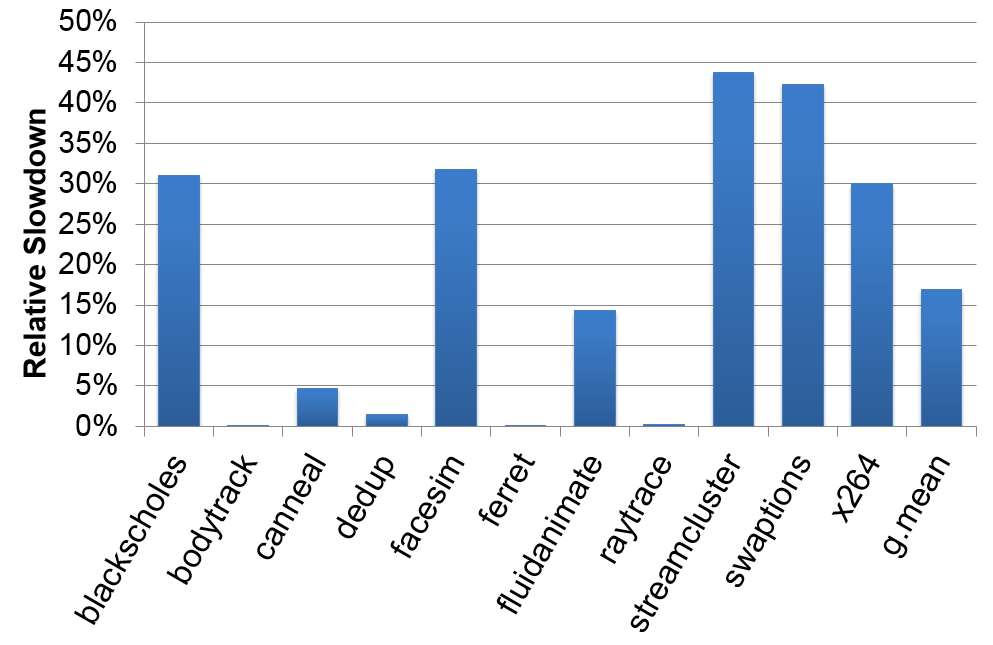 50%
45%
40%
35%
30%
25%
20%
15%
10%
5%
0%
Relative Slowdown
blackscholes
bodytrack
canneal
dedup
facesim
ferret
fluidanimate
raytrace
streamcluster
swaptions
x264
g.mean